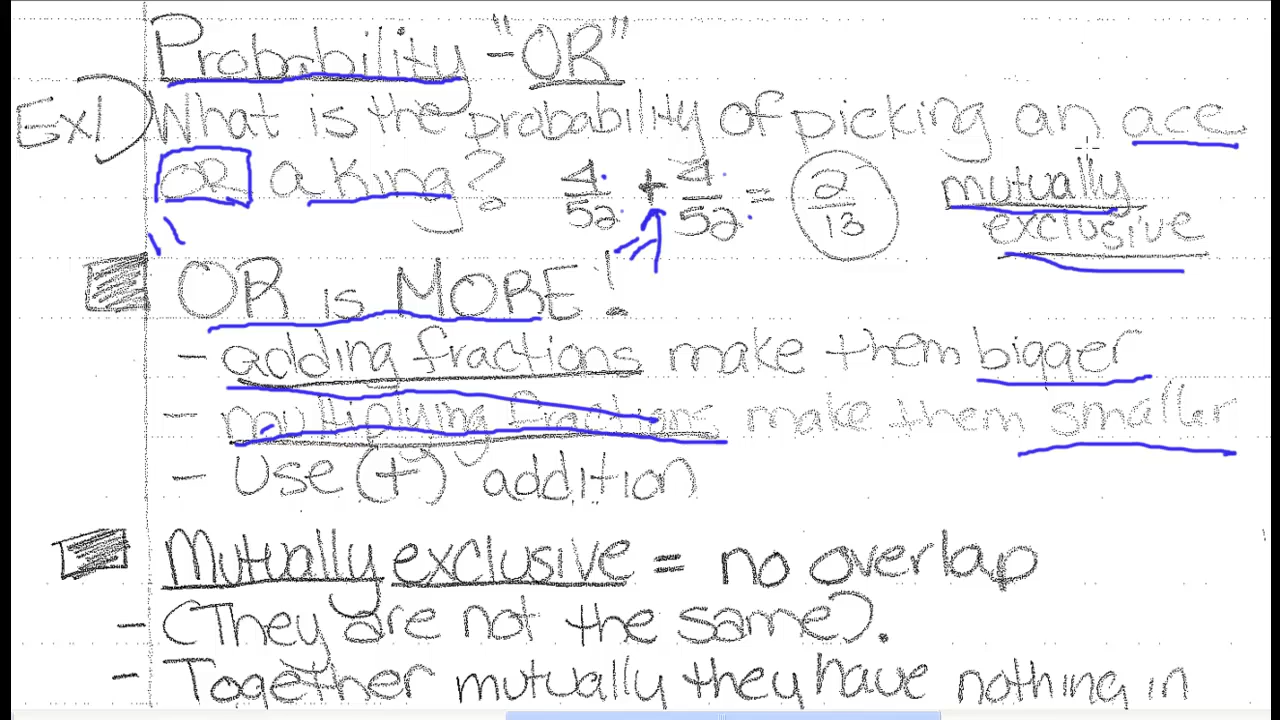 Probability - "OR"
Ex1) What is the probability of picking an ace
OR a king? 4/52 + 4/52 = 2/13 mutually exclusive
OR is MORE!
- adding fractions make them bigger
- multiplying fractions make them smaller
- Use (+) addition
Mutually exclusive = no overlap
- (They are not the same).
- Together mutually they have nothing in